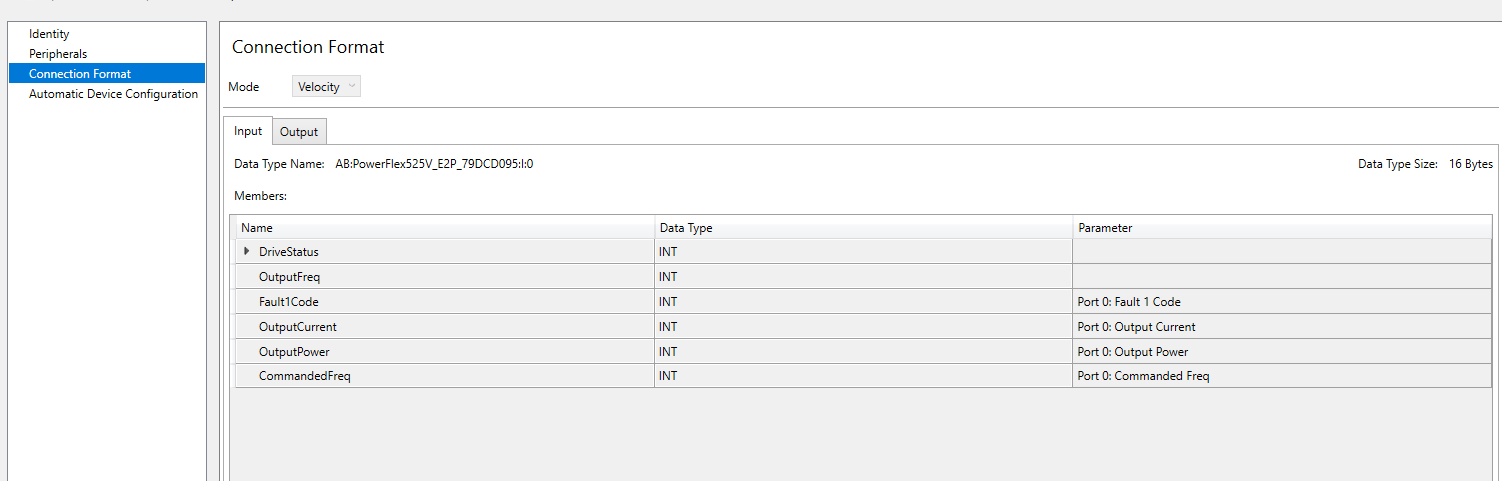 Identity
Peripherals
Connection Format
Automatic Device Configuration
Connection Format
Mode Velocity
Input Output
Data Type Name: AB:PowerFlex525V_E2P_79DCD095:I:0 Data Type Size: 16 Bytes
Members:
Name Data Type Parameter
DriveStatus INT
OutputFreq INT
Fault1Code INT Port 0: Fault 1 Code
OutputCurrent INT Port 0: Output Current
OutputPower INT Port 0: Output Power
CommandedFreq INT Port 0: Commanded Freq